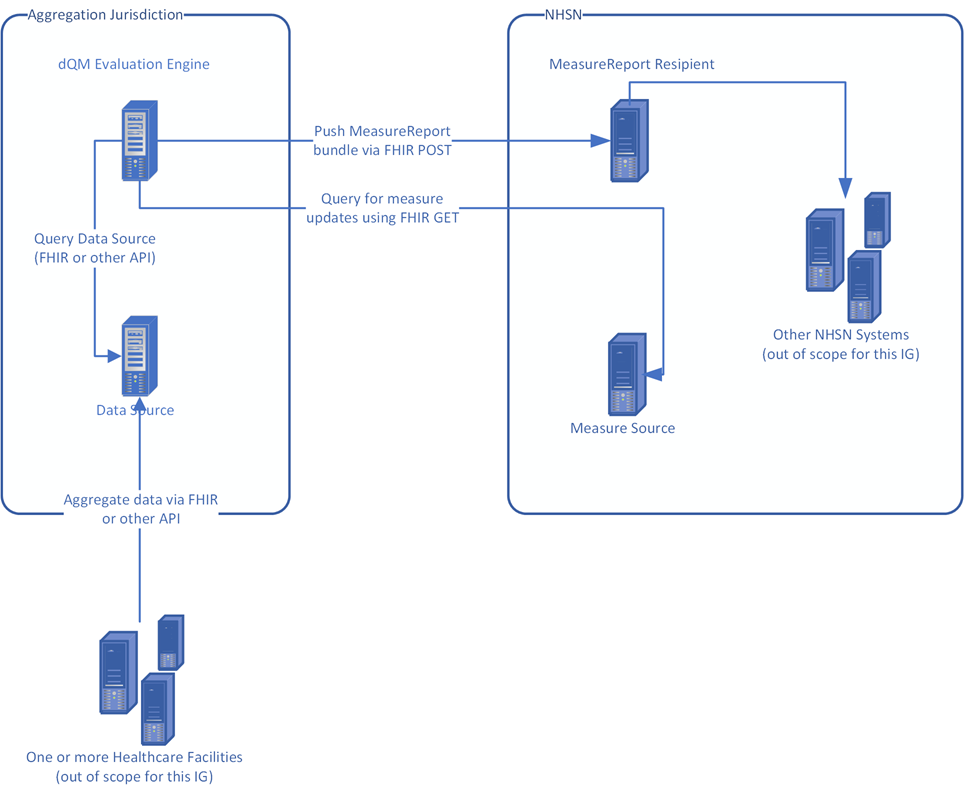 Aggregation Jurisdiction
NHSN
dQM Evaluation Engine
MeasureReport Resipient
Push MeasureReport
bundle via FHIR POST
Query for measure
updates using FHIR GET
Query Data Source
(FHIR or other API)
Other NHSN Systems
(out of scope for this IG)
Data Source
Measure Source
Aggregate data via FHIR
or other API
One or more Healthcare Facilities
(out of scope for this IG)